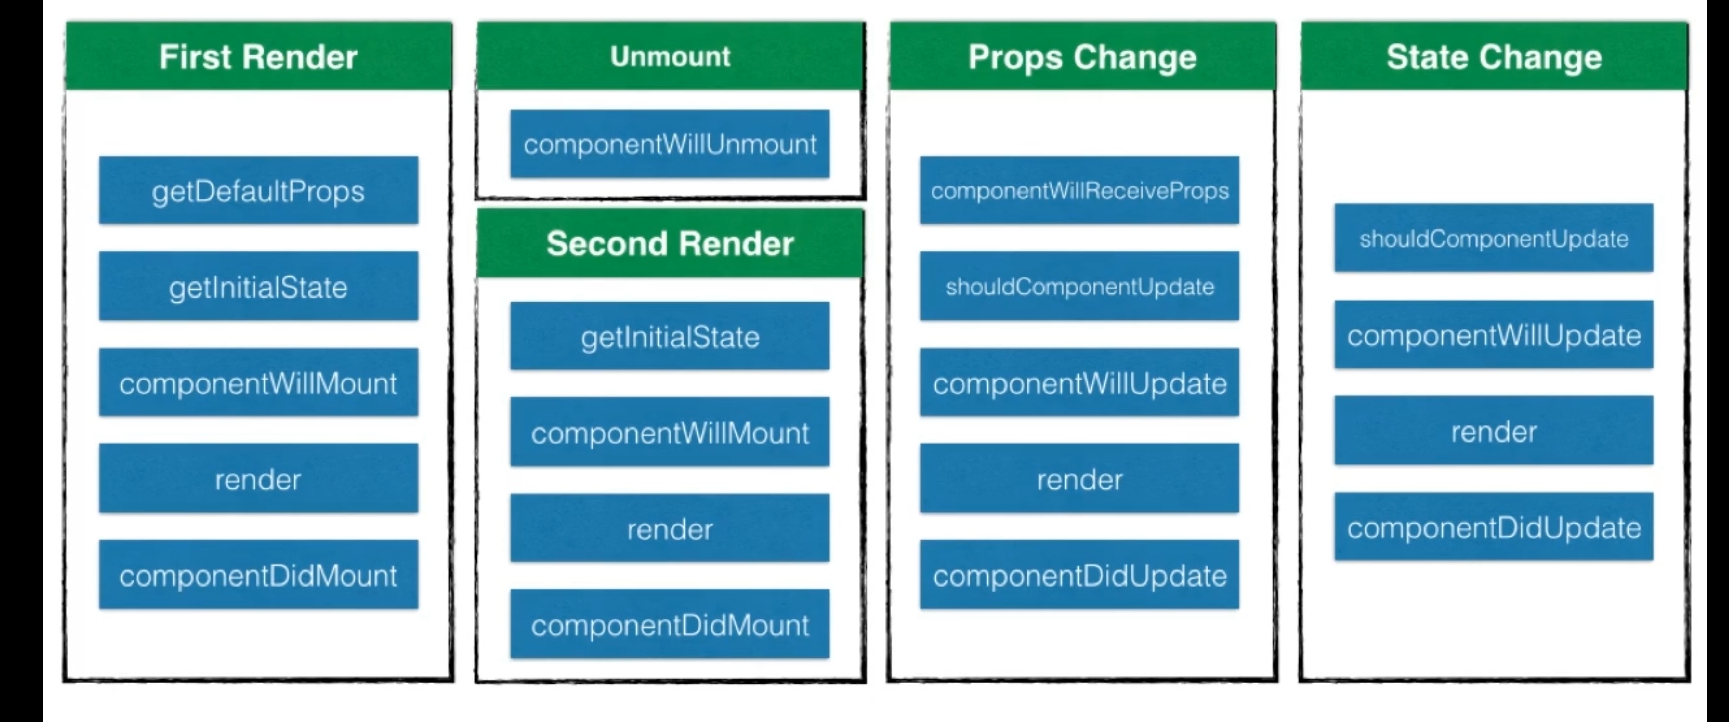 First Render
getDefaultProps
getInitialState
componentWillMount
render
componentDidMount
Unmount
componentWillUnmount
Second Render
getInitialState
componentWillMount
render
componentDidMount
Props Change
componentWillReceiveProps
shouldComponentUpdate
componentWillUpdate
render
componentDidUpdate
State Change
shouldComponentUpdate
componentWillUpdate
render
componentDidUpdate